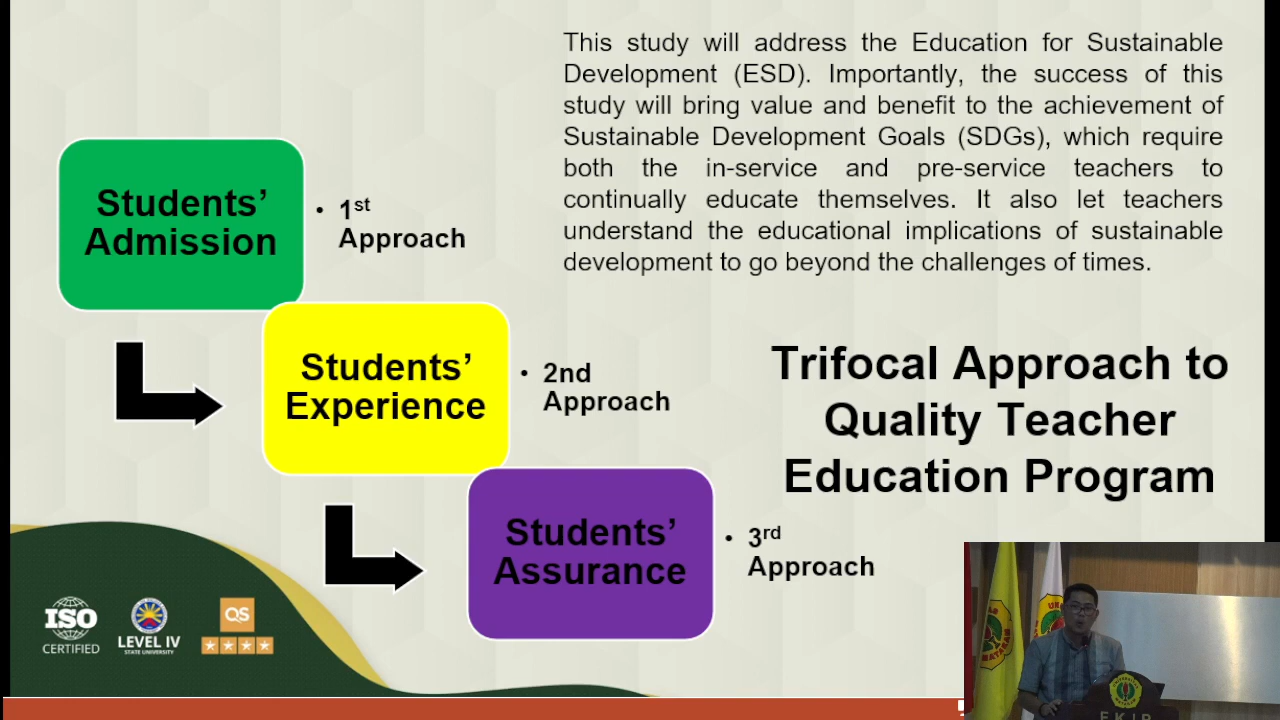 This study will address the Education for Sustainable
Development (ESD). Importantly, the success of this
study will bring value and benefit to the achievement of
Sustainable Development Goals (SDGs), which require
both the in-service and pre-service teachers to
continually educate themselves. It also let teachers
understand the educational implications of sustainable
development to go beyond the challenges of times.
Students’
Admission
• 1st
Approach
Students’
Experience
• 2nd
Approach
Students’
Assurance
• 3rd
Approach
Trifocal Approach to
Quality Teacher
Education Program
ISO
CERTIFIED
LEVEL IV
STATE UNIVERSITY
QS
MATARAM
FKIP